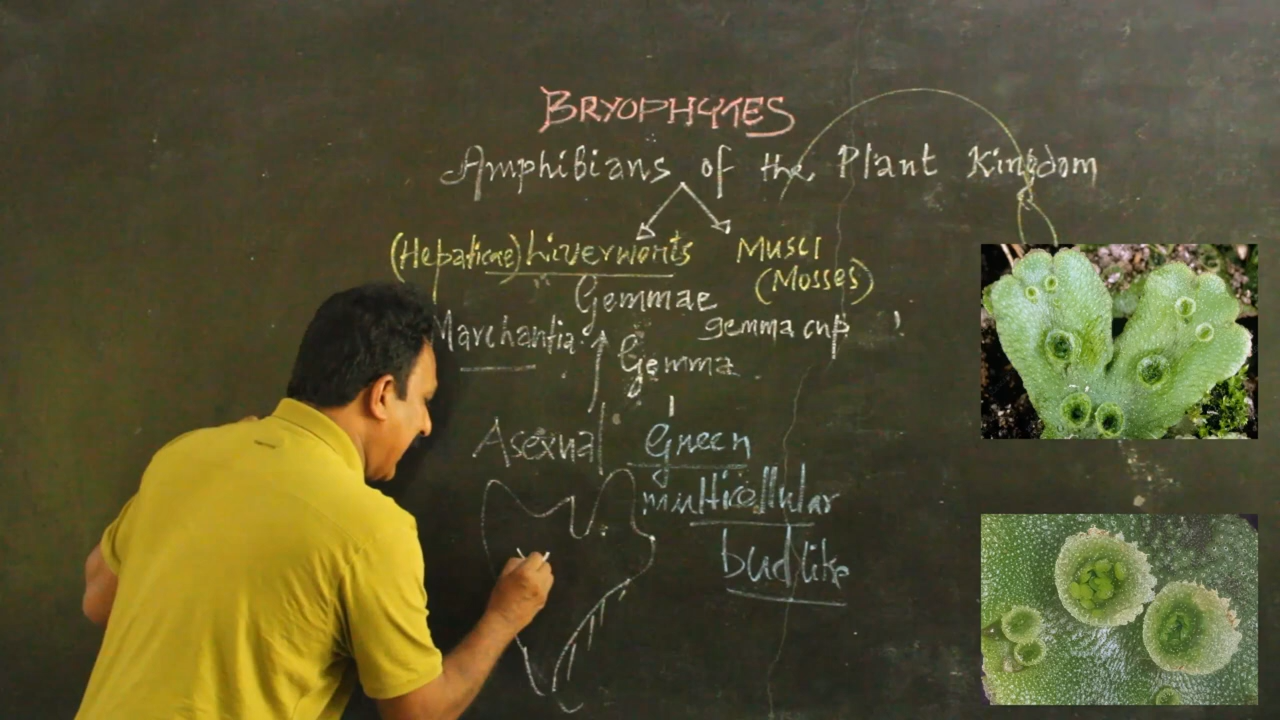 BRYOPHYTES
Amphibians of the Plant Kingdom
(Hepaticae) Liverworts
Musci
(Mosses)
Gemmae
Marchantia
gemma cup
Gemma
Asexual
Green
multicellular
bud like